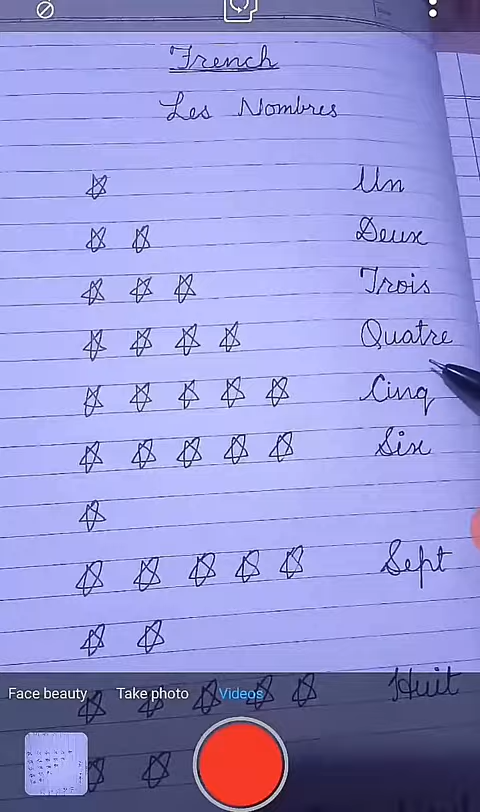 French
Les Nombres
Un
Deux
Trois
Quatre
Cinq
Six
Sept
Huit
Face beauty Take photo Videos